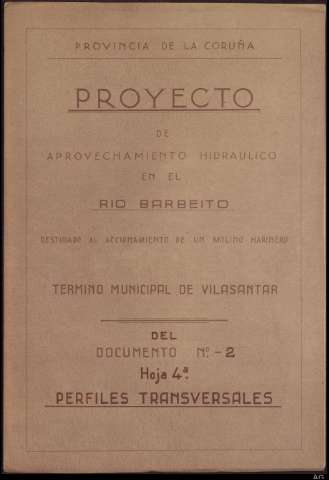 PROVINCIA DE LA CORUÑA
PROYECTO
DE
APROVECHAMIENTO HIDRAULICO
EN EL
RIO BARBEITO
DESTINADO AL ACCIONAMIENTO DE UN MOLINO HARINERO
TERMINO MUNICIPAL DE VILASANTAR
DEL
DOCUMENTO Nº - 2
Hoja 4ª.
PERFILES TRANSVERSALES